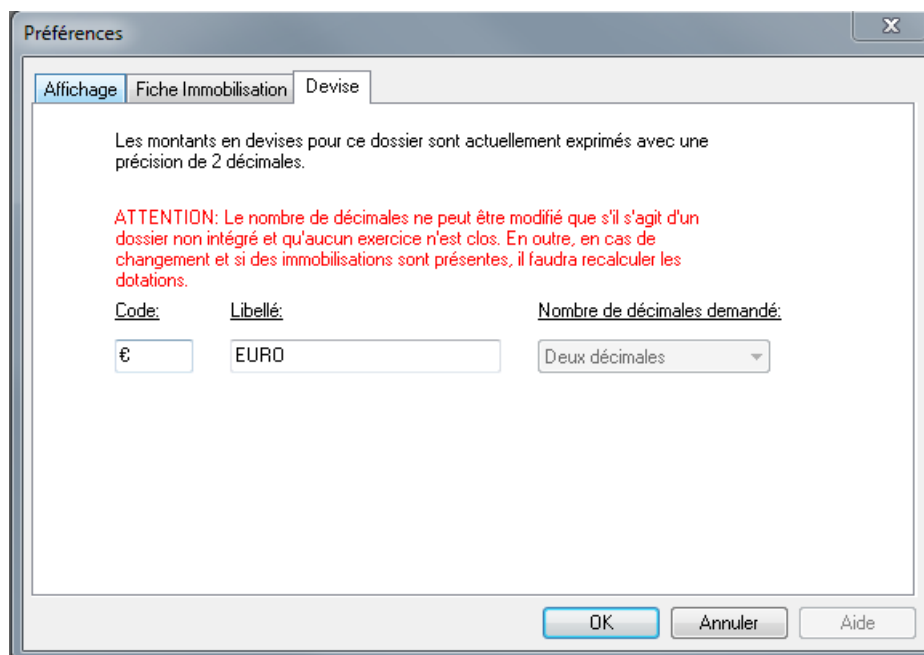 Préférences
Affichage Fiche Immobilisation Devise
Les montants en devises pour ce dossier sont actuellement exprimés avec une
précision de 2 décimales.
ATTENTION: Le nombre de décimales ne peut être modifié que s'il s'agit d'un
dossier non intégré et qu'aucun exercice n'est clos. En outre, en cas de
changement et si des immobilisations sont présentes, il faudra recalculer les
dotations.
Code: Libellé: Nombre de décimales demandé:
€ EURO Deux décimales
OK Annuler Aide